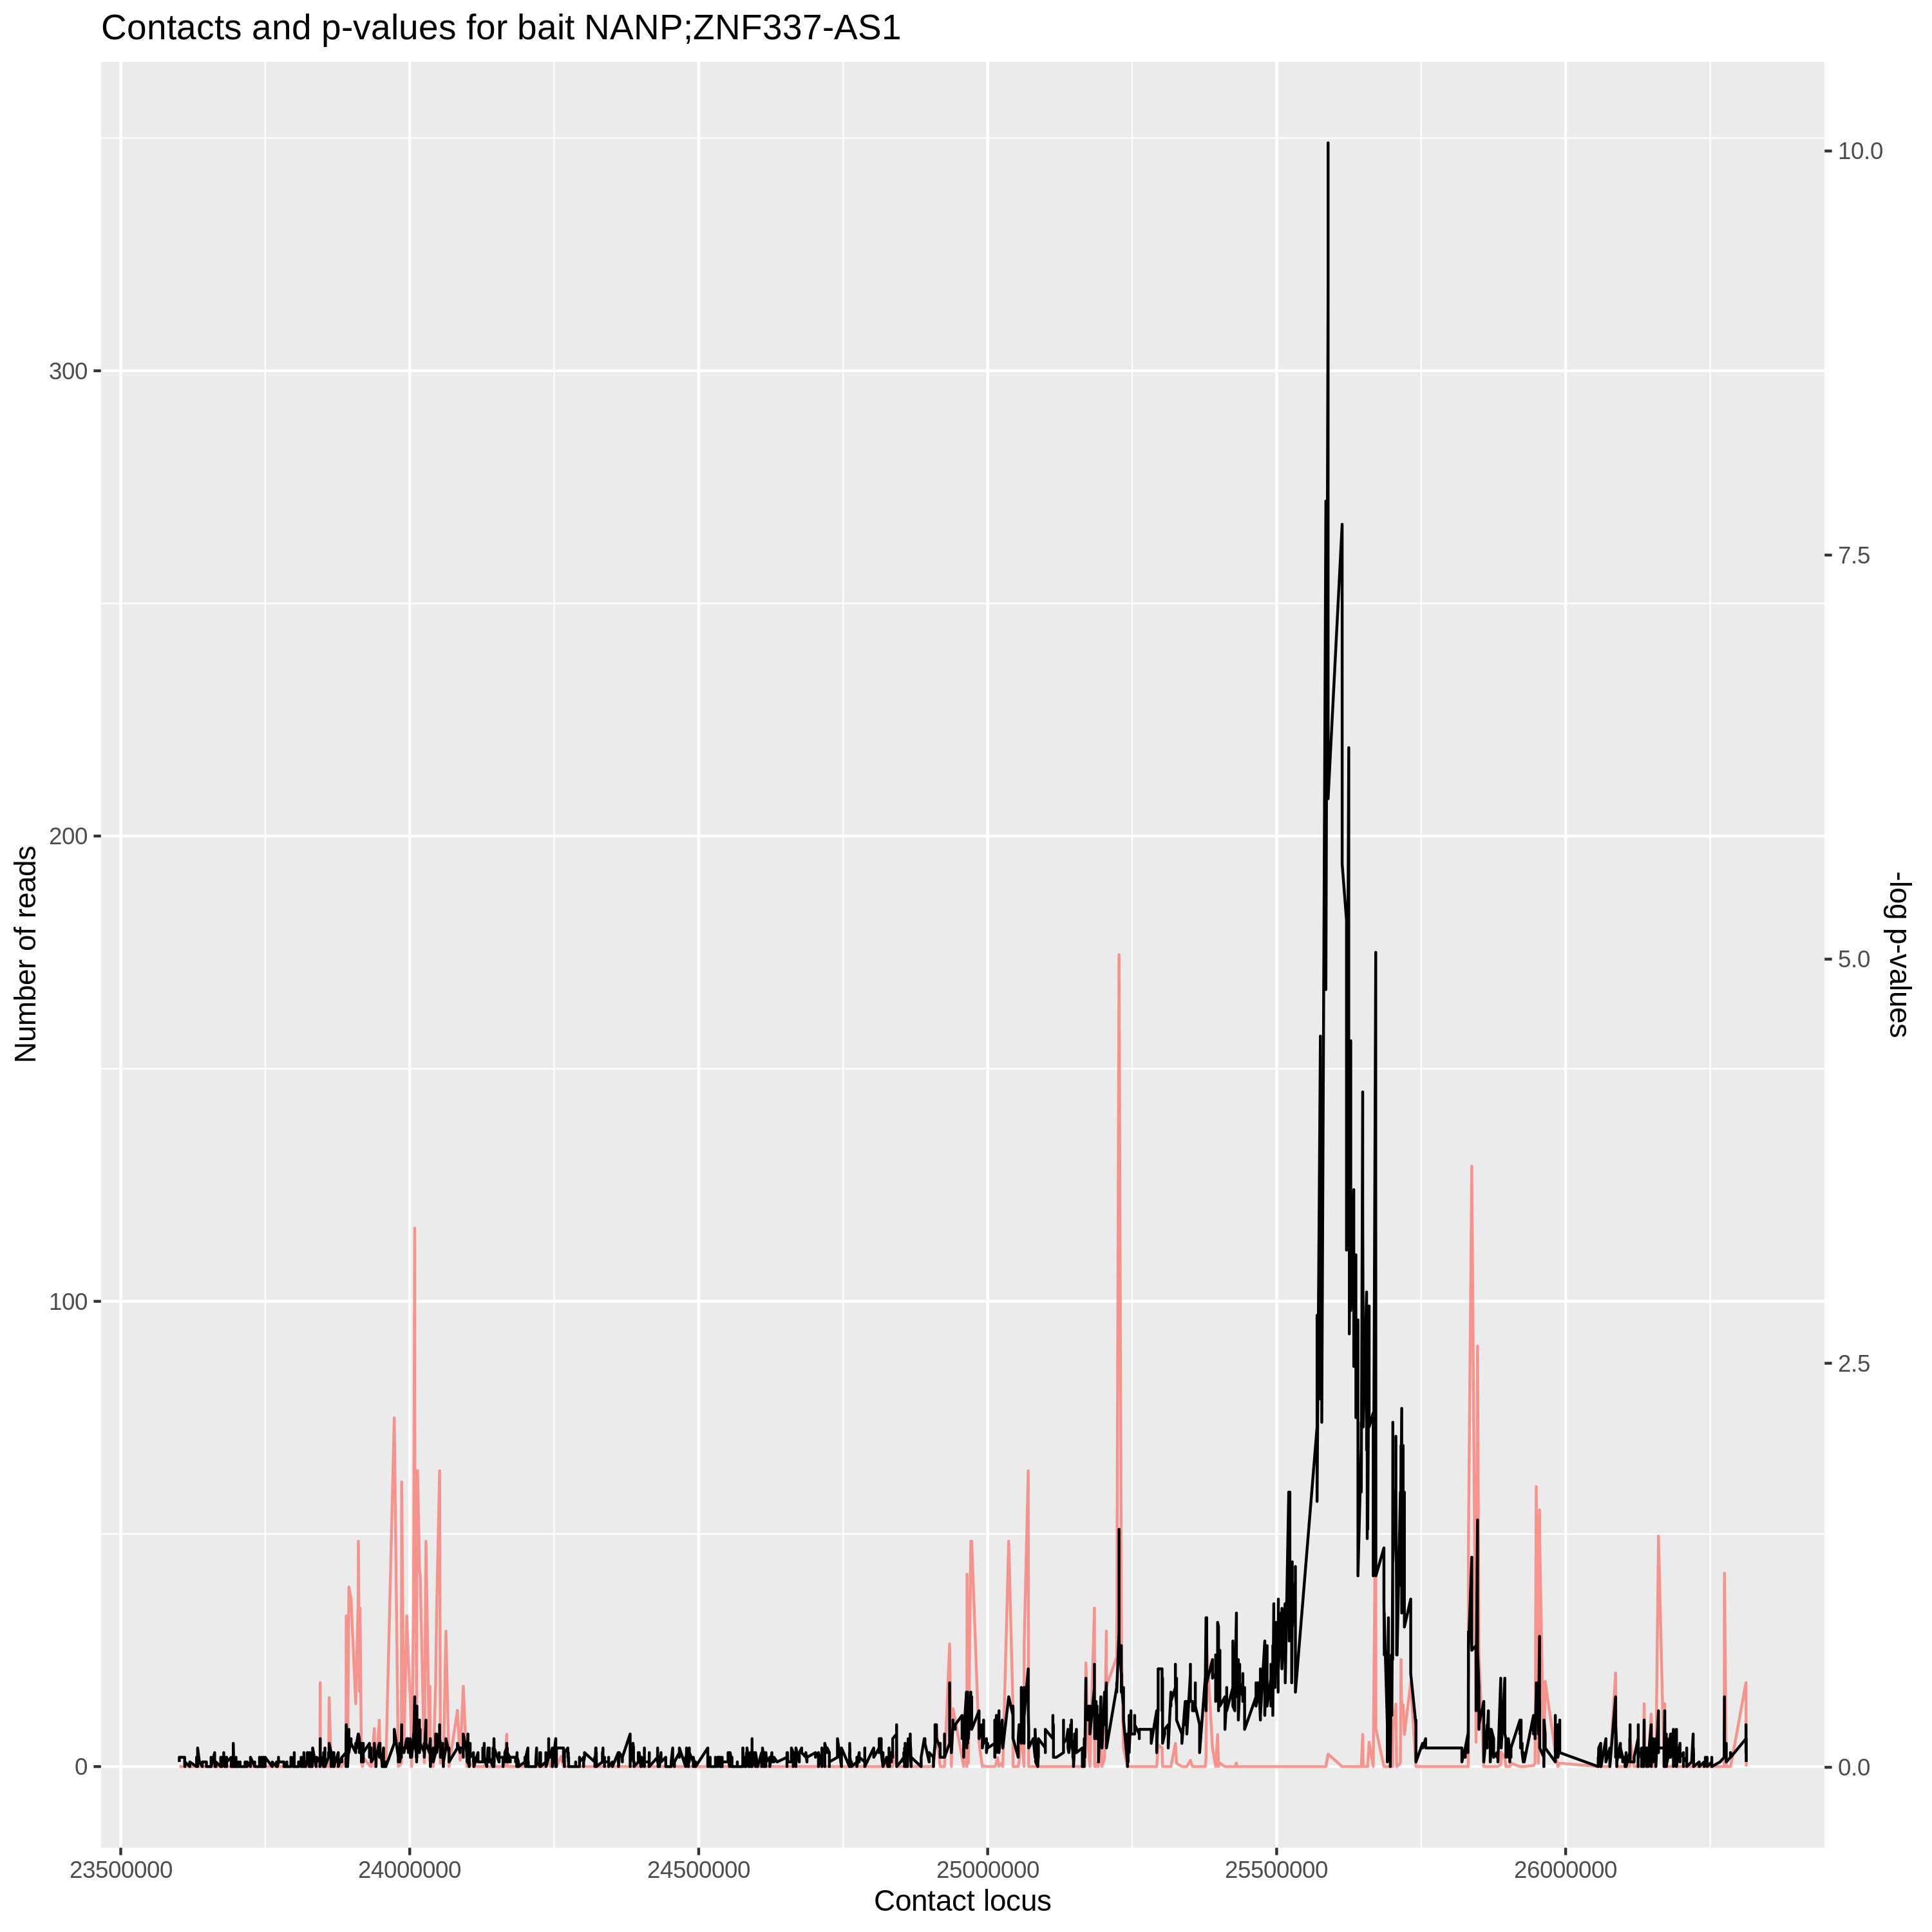 Contacts and p-values for bait NANP;ZNF337-AS1
10.0
300
7.5
200
5.0
Number of reads
-log p-values
100
2.5
0
0.0
23500000 24000000 24500000 25000000 25500000 26000000
Contact locus